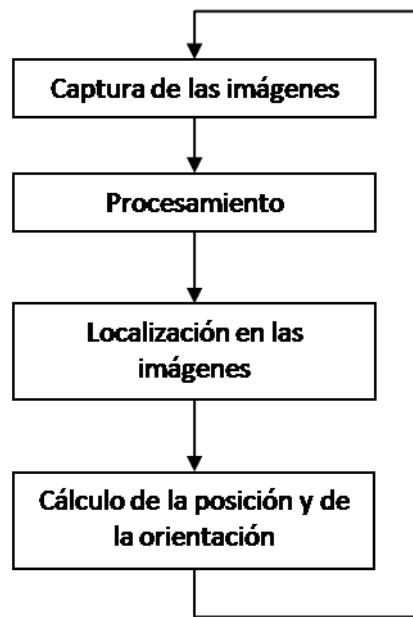 Captura de las imágenes
Procesamiento
Localización en las
imágenes
Cálculo de la posición y de
la orientación